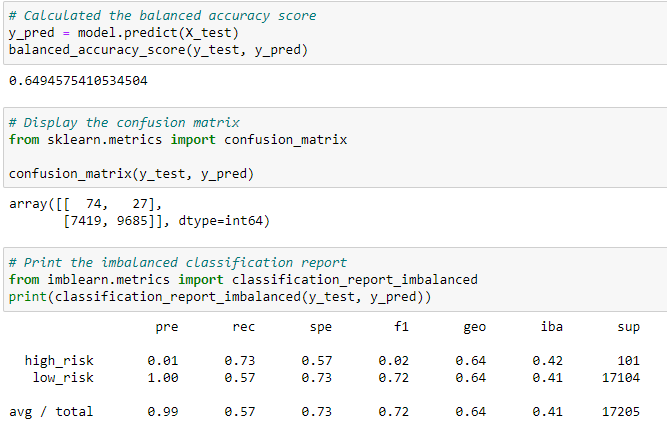 # Calculated the balanced accuracy score
y_pred = model.predict(X_test)
balanced_accuracy_score(y_test, y_pred)
0.6494575410534504
# Display the confusion matrix
from sklearn.metrics import confusion_matrix
confusion_matrix(y_test, y_pred)
array([[  74,   27],
       [7419, 9685]], dtype=int64)
# Print the imbalanced classification report
from imblearn.metrics import classification_report_imbalanced
print(classification_report_imbalanced(y_test, y_pred))
                   pre       rec       spe        f1       geo       iba       sup
  high_risk       0.01      0.73      0.57      0.02      0.64      0.42       101
   low_risk       1.00      0.57      0.73      0.72      0.64      0.41     17104
avg / total       0.99      0.57      0.73      0.72      0.64      0.41     17205